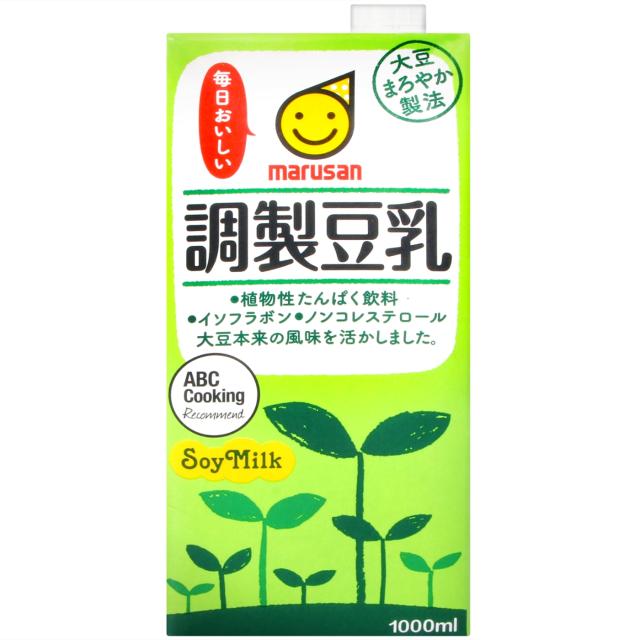 毎日おいしい
marusan
大豆
まろやか
製法
調製豆乳
●植物性たんぱく飲料
●イソフラボン●ノンコレステロール
大豆本来の風味を活かしました。
ABC
Cooking
Recommend
Soy Milk
1000ml